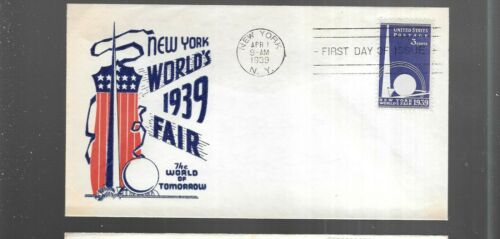 NEW YORK
WORLD'S
1939
FAIR
The
WORLD
OF
TOMORROW
NEW YORK
APR 1
9-AM
1939
N. Y.
FIRST DAY OF ISSUE
UNITED STATES
POSTAGE
3 CENTS
NEW YORK
WORLD'S FAIR 1939